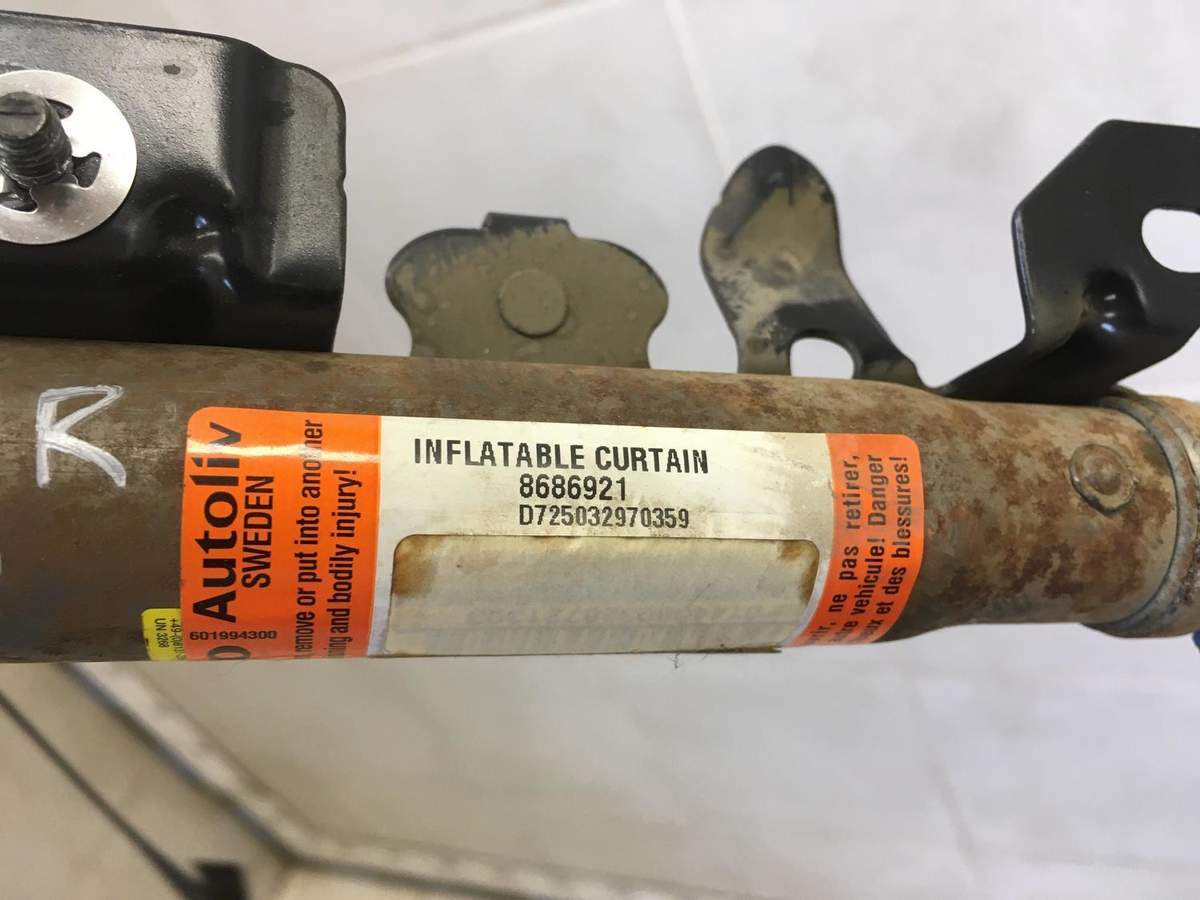 R
Autoliv
SWEDEN
601994300
remove or put into another
and bodily injury!
INFLATABLE CURTAIN
8686921
D725032970359
ne pas retirer,
vehicule! Danger
et des blessures!
UN 3268